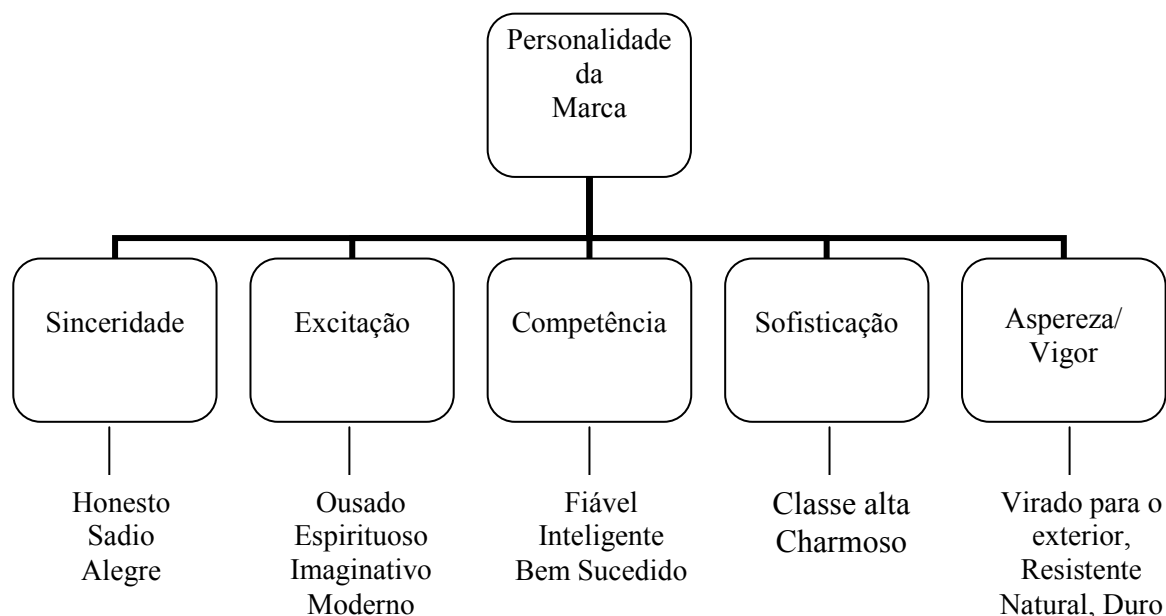 Personalidade
da
Marca
Sinceridade
Excitação
Competência
Sofisticação
Aspereza/
Vigor
Honesto
Sadio
Alegre
Ousado
Espirituoso
Imaginativo
Moderno
Fiável
Inteligente
Bem Sucedido
Classe alta
Charmoso
Virado para o
exterior,
Resistente
Natural, Duro